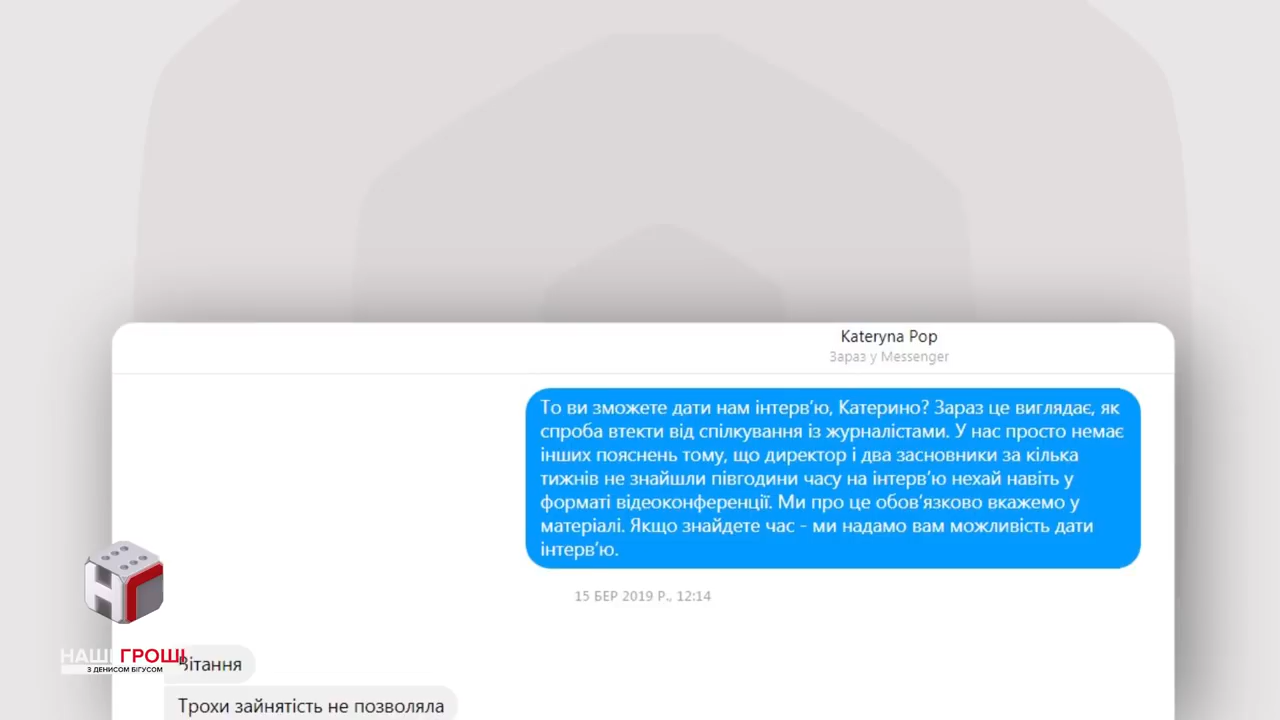 Kateryna Pop
Зараз у Messenger
То ви зможете дати нам інтерв'ю, Катерино? Зараз це виглядає, як
спроба втекти від спілкування із журналістами. У нас просто немає
інших пояснень тому, що директор і два засновники за кілька
тижнів не знайшли півгодини часу на інтерв'ю нехай навіть у
форматі відеоконференції. Ми про це обов'язково вкажемо у
матеріалі. Якщо знайдете час - ми надамо вам можливість дати
інтерв'ю.
15 БЕР 2019 Р., 12:14
Вітання
Трохи зайнятість не позволяла
НАШІ ГРОШІ
З ДЕНИСОМ БІГУСОМ